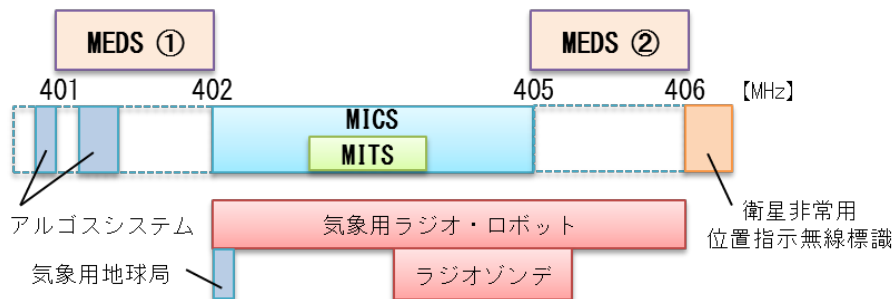 MEDS ①
MEDS ②
401
402
405
406
【MHz】
MICS
MITS
アルゴスシステム
気象用ラジオ・ロボット
衛星非常用
位置指示無線標識
気象用地球局
ラジオゾンデ